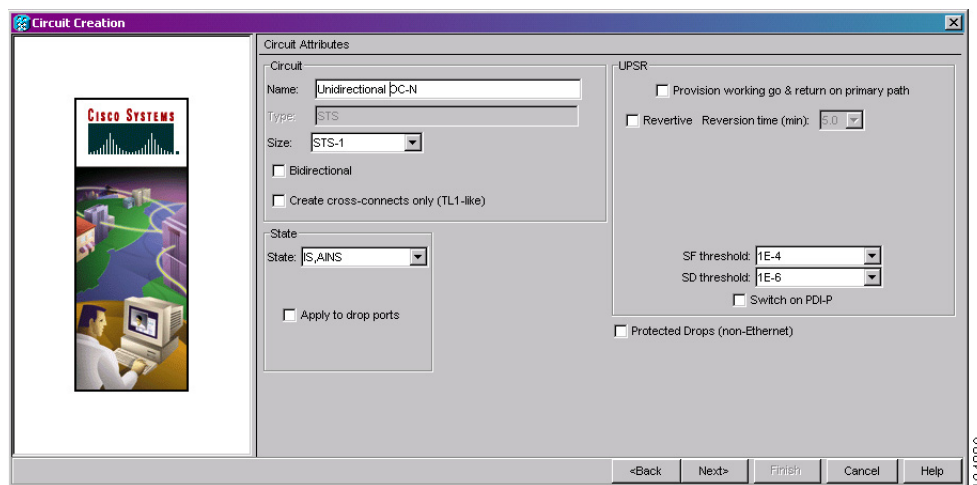 Circuit Creation
CISCO SYSTEMS
Circuit Attributes
Circuit
Name: Unidirectional OC-N
Type: STS
Size: STS-1
Bidirectional
Create cross-connects only (TL1-like)
State
State: IS,AINS
Apply to drop ports
UPSR
Provision working go & return on primary path
Revertive Reversion time (min): 5.0
SF threshold: 1E-4
SD threshold: 1E-6
Switch on PDI-P
Protected Drops (non-Ethernet)
<Back Next> Finish Cancel Help